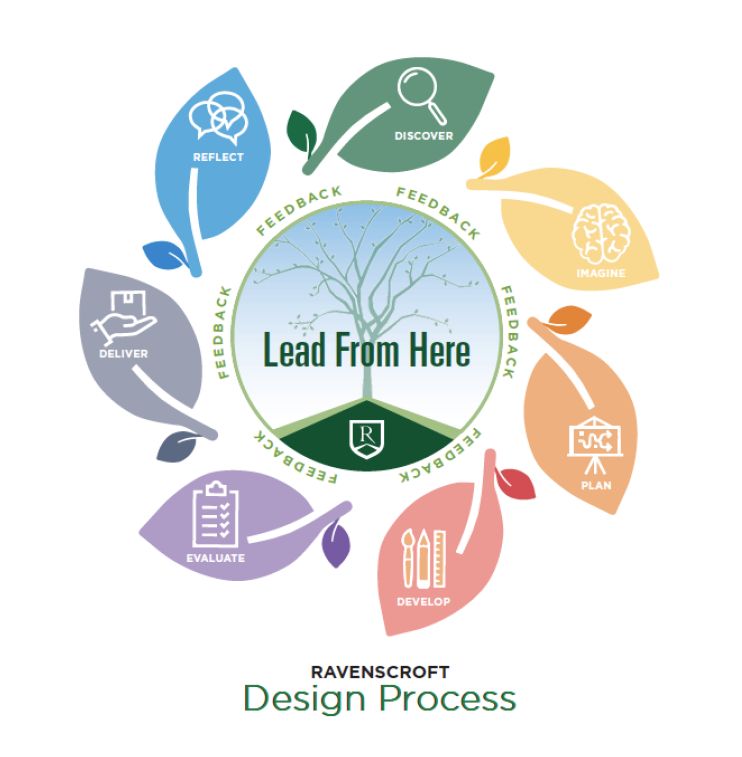 DISCOVER
IMAGINE
PLAN
DEVELOP
EVALUATE
DELIVER
REFLECT
FEEDBACK
FEEDBACK
FEEDBACK
FEEDBACK
FEEDBACK
FEEDBACK
Lead From Here
R
RAVENSCROFT
Design Process